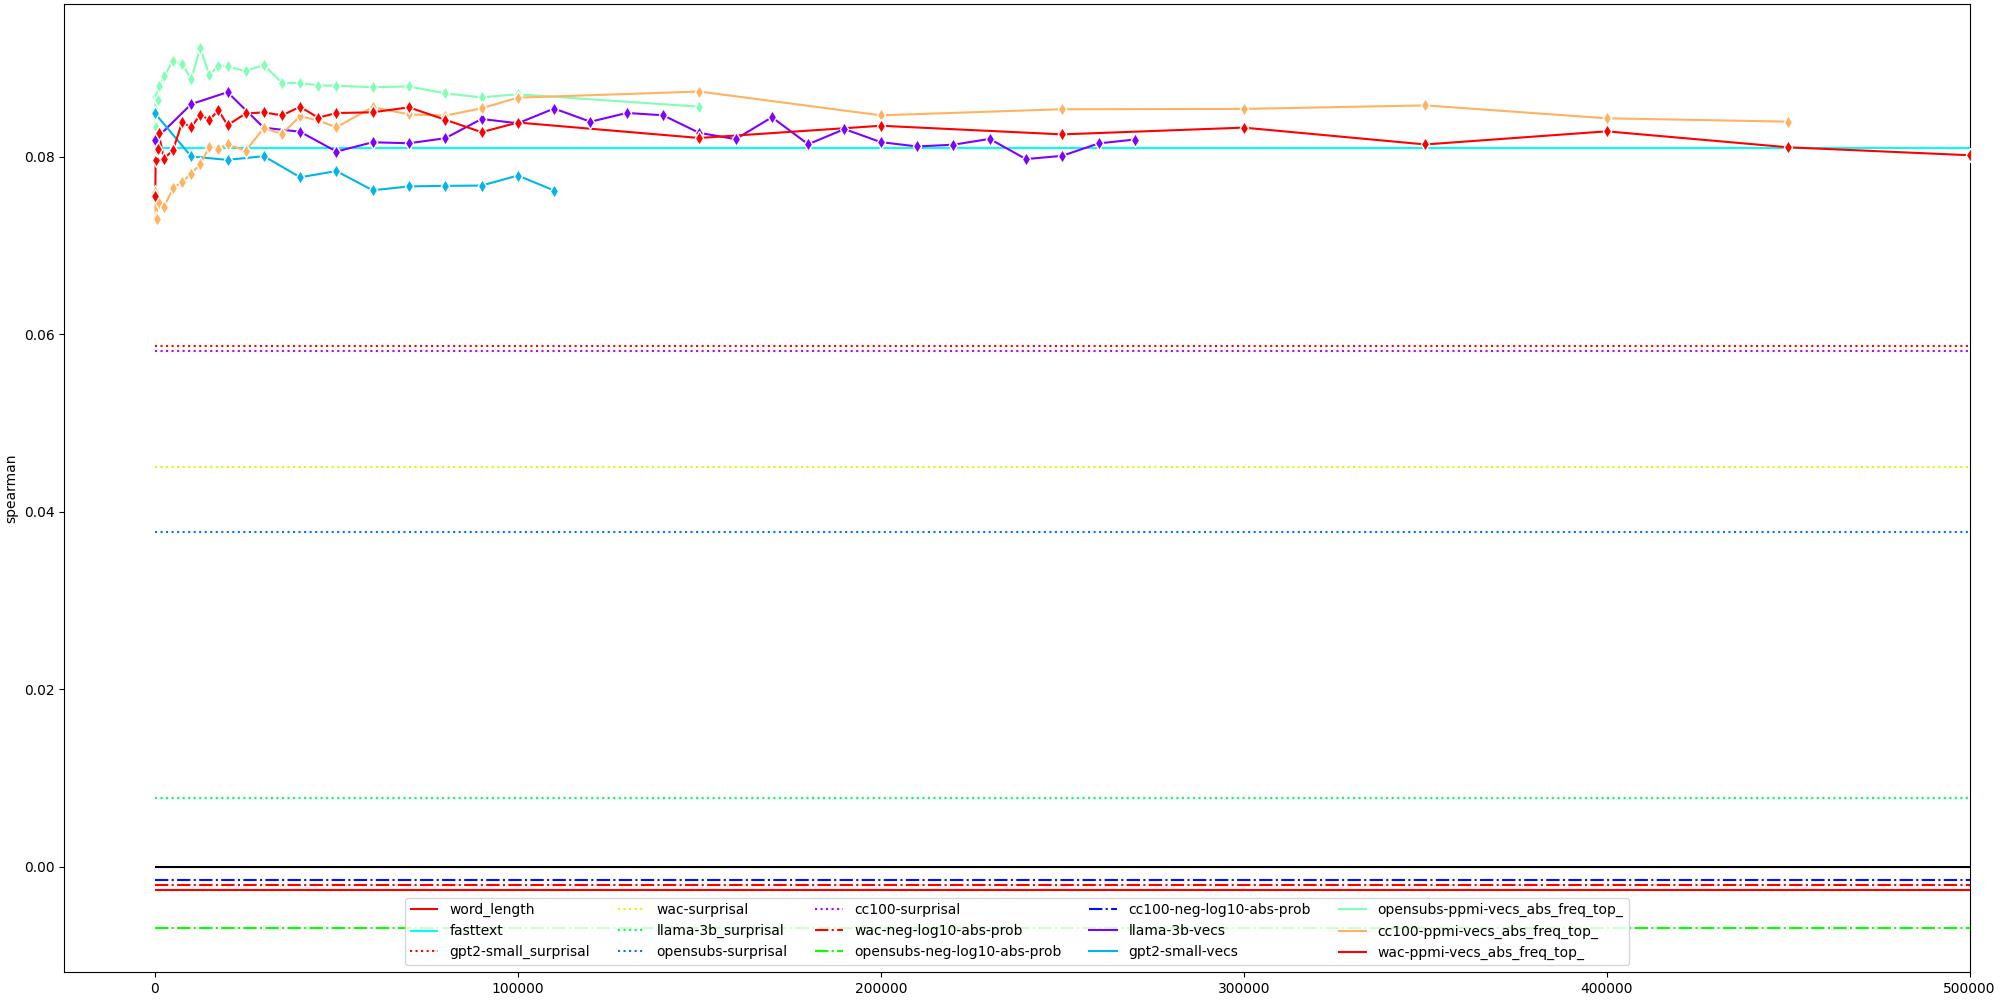 spearman
0.08
0.06
0.04
0.02
0.00
0 100000 200000 300000 400000 500000
word_length wac-surprisal cc100-surprisal cc100-neg-log10-abs-prob opensubs-ppmi-vecs_abs_freq_top_
fasttext llama-3b_surprisal wac-neg-log10-abs-prob llama-3b-vecs cc100-ppmi-vecs_abs_freq_top_
gpt2-small_surprisal opensubs-surprisal opensubs-neg-log10-abs-prob gpt2-small-vecs wac-ppmi-vecs_abs_freq_top_